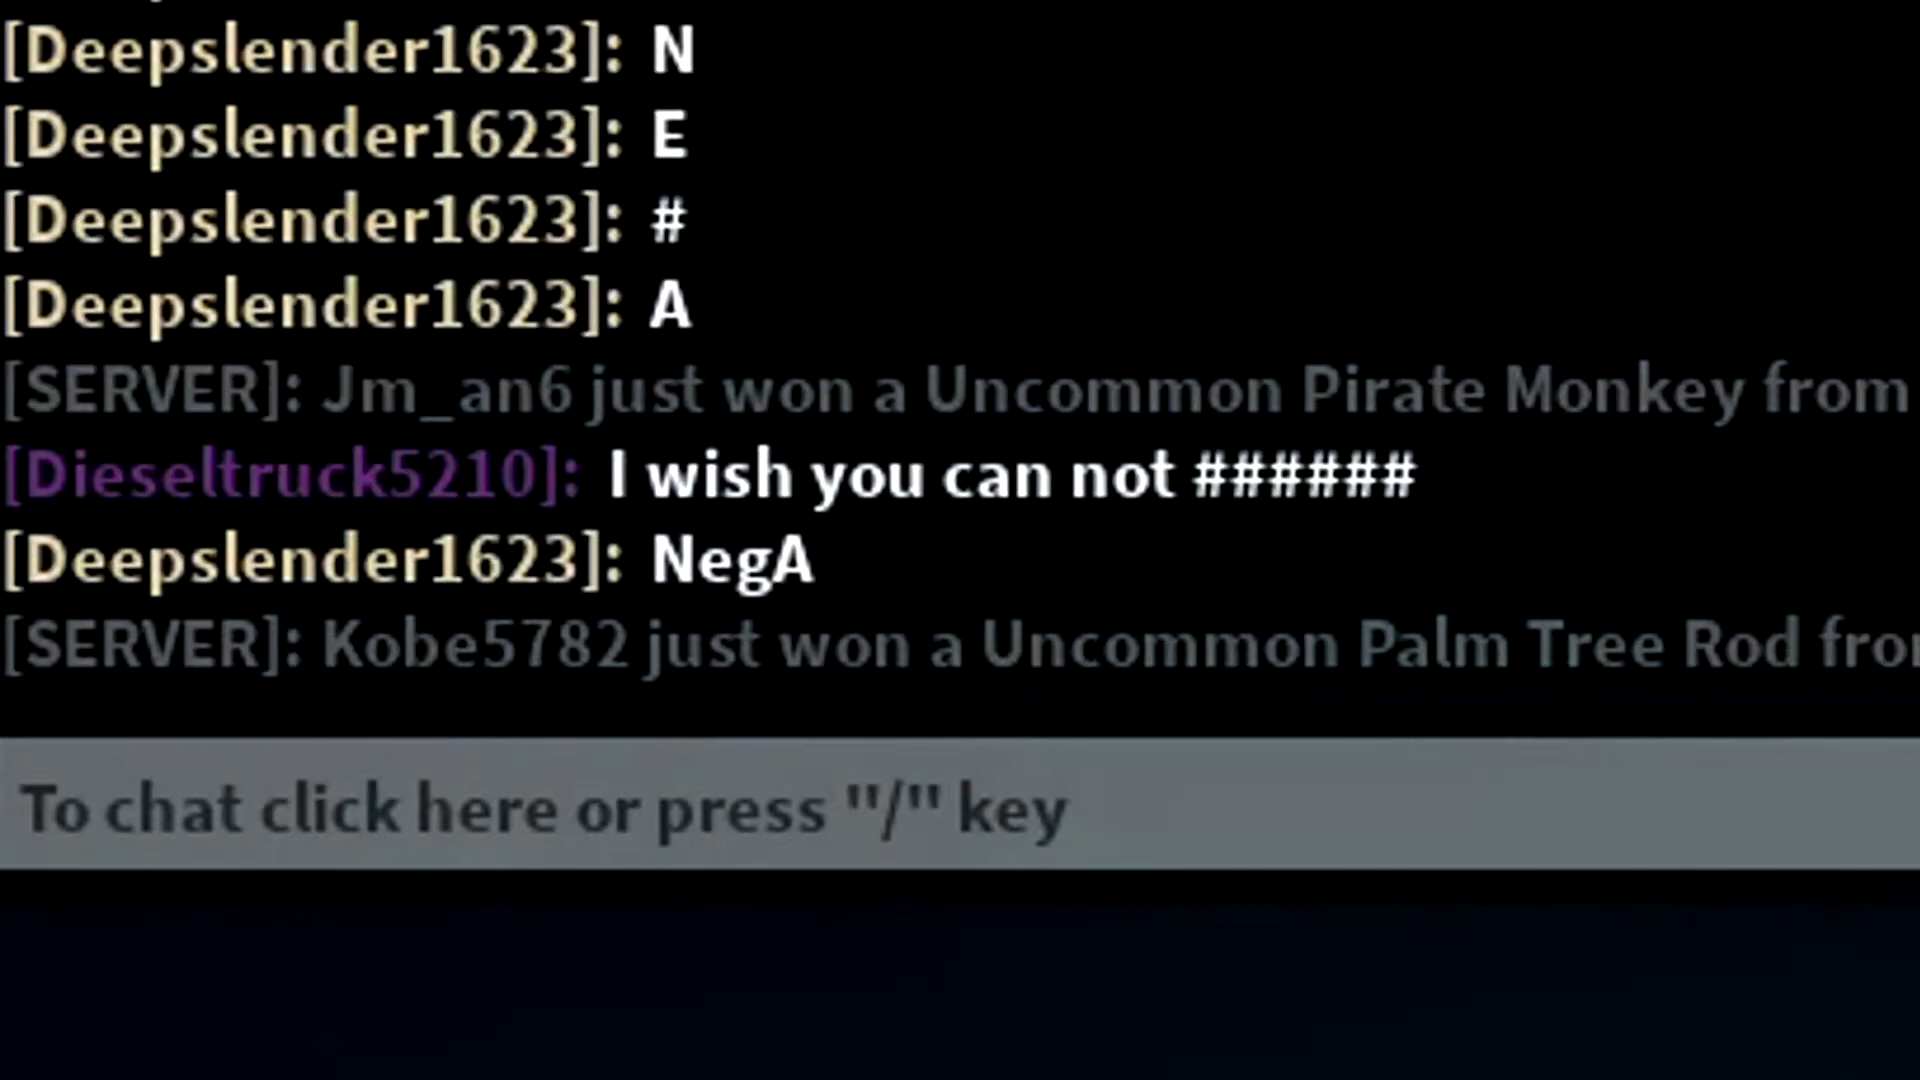 [Deepslender1623]: N
[Deepslender1623]: E
[Deepslender1623]: #
[Deepslender1623]: A
[SERVER]: Jm_an6 just won a Uncommon Pirate Monkey from
[Dieseltruck5210]: I wish you can not ######
[Deepslender1623]: NegA
[SERVER]: Kobe5782 just won a Uncommon Palm Tree Rod
To chat click here or press "/" key